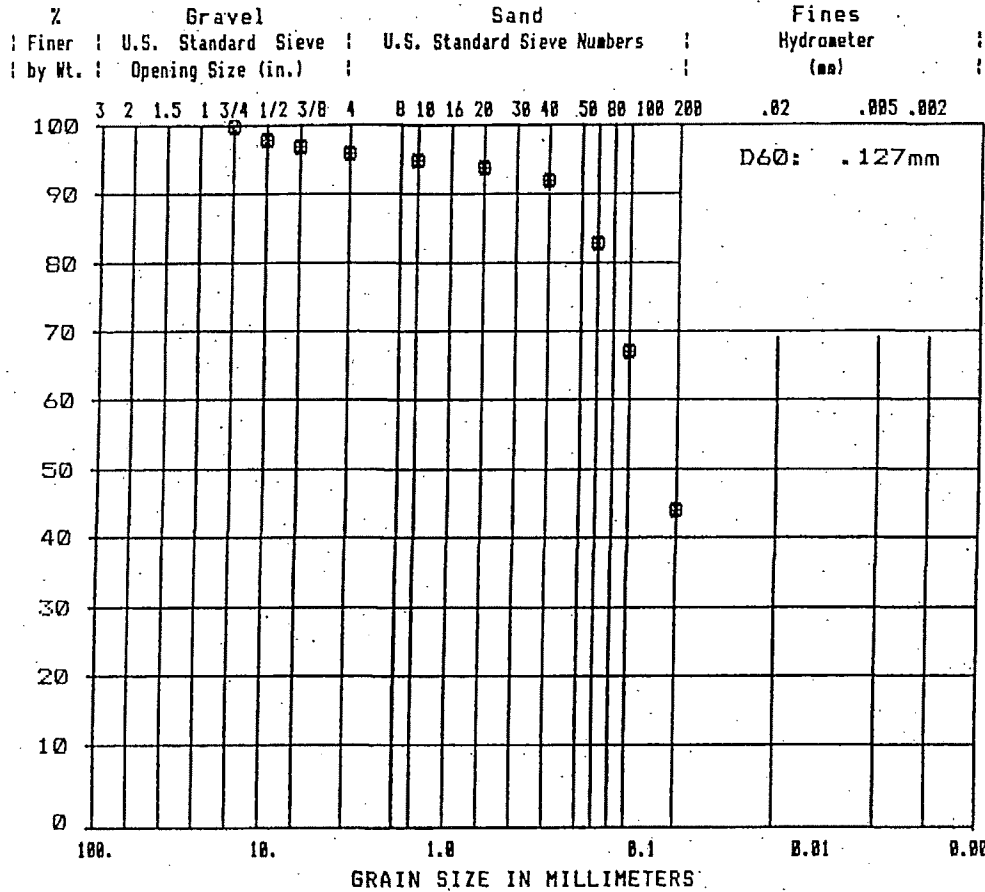 % Gravel Sand Fines
Finer U.S. Standard Sieve U.S. Standard Sieve Numbers Hydrometer
by Wt. Opening Size (in.) (mm)
3 2 1.5 1 3/4 1/2 3/8 4 8 10 16 20 30 40 50 80 100 200 .02 .005 .002
100
D60: .127mm
90
80
70
60
50
40
30
20
10
0
100. 10. 1.0 0.1 0.01 0.00
GRAIN SIZE IN MILLIMETERS